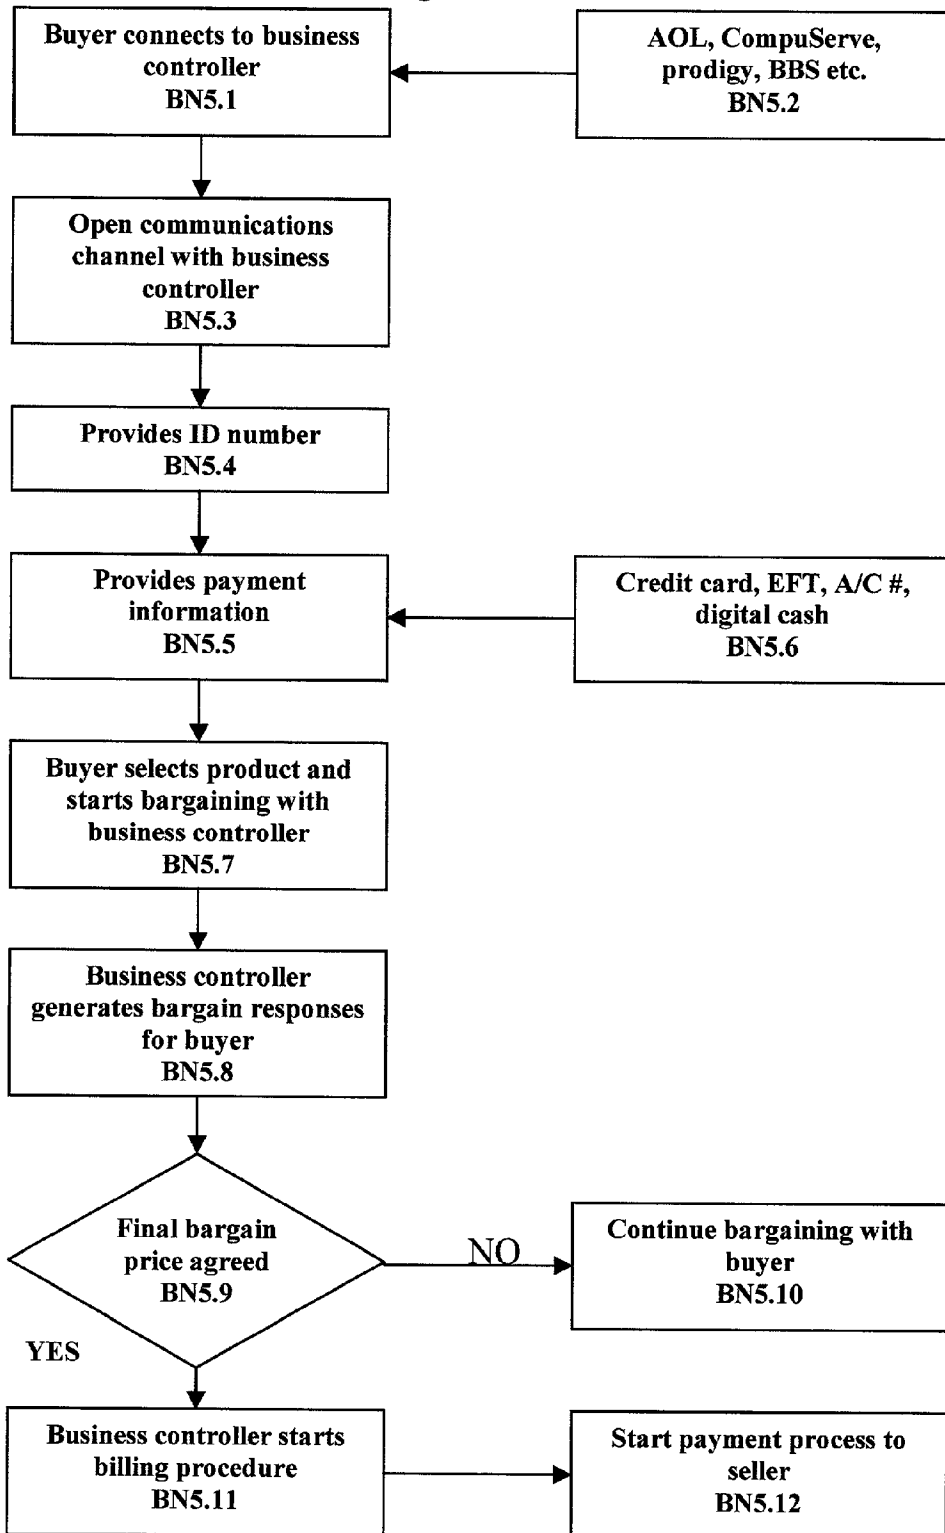 Buyer connects to business
controller
BN5.1
AOL, CompuServe,
prodigy, BBS etc.
BN5.2
Open communications
channel with business
controller
BN5.3
Provides ID number
BN5.4
Provides payment
information
BN5.5
Credit card, EFT, A/C #,
digital cash
BN5.6
Buyer selects product and
starts bargaining with
business controller
BN5.7
Business controller
generates bargain responses
for buyer
BN5.8
Final bargain
price agreed
BN5.9
NO
Continue bargaining with
buyer
BN5.10
YES
Business controller starts
billing procedure
BN5.11
Start payment process to
seller
BN5.12